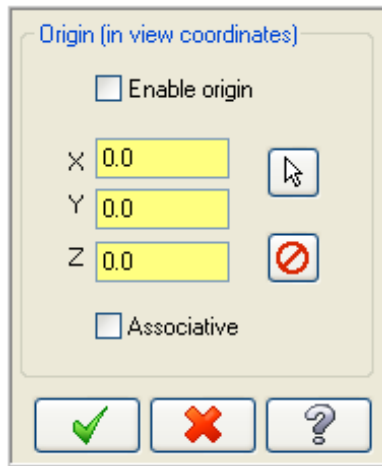 Origin (in view coordinates)
Enable origin
X 0.0
Y 0.0
Z 0.0
Associative